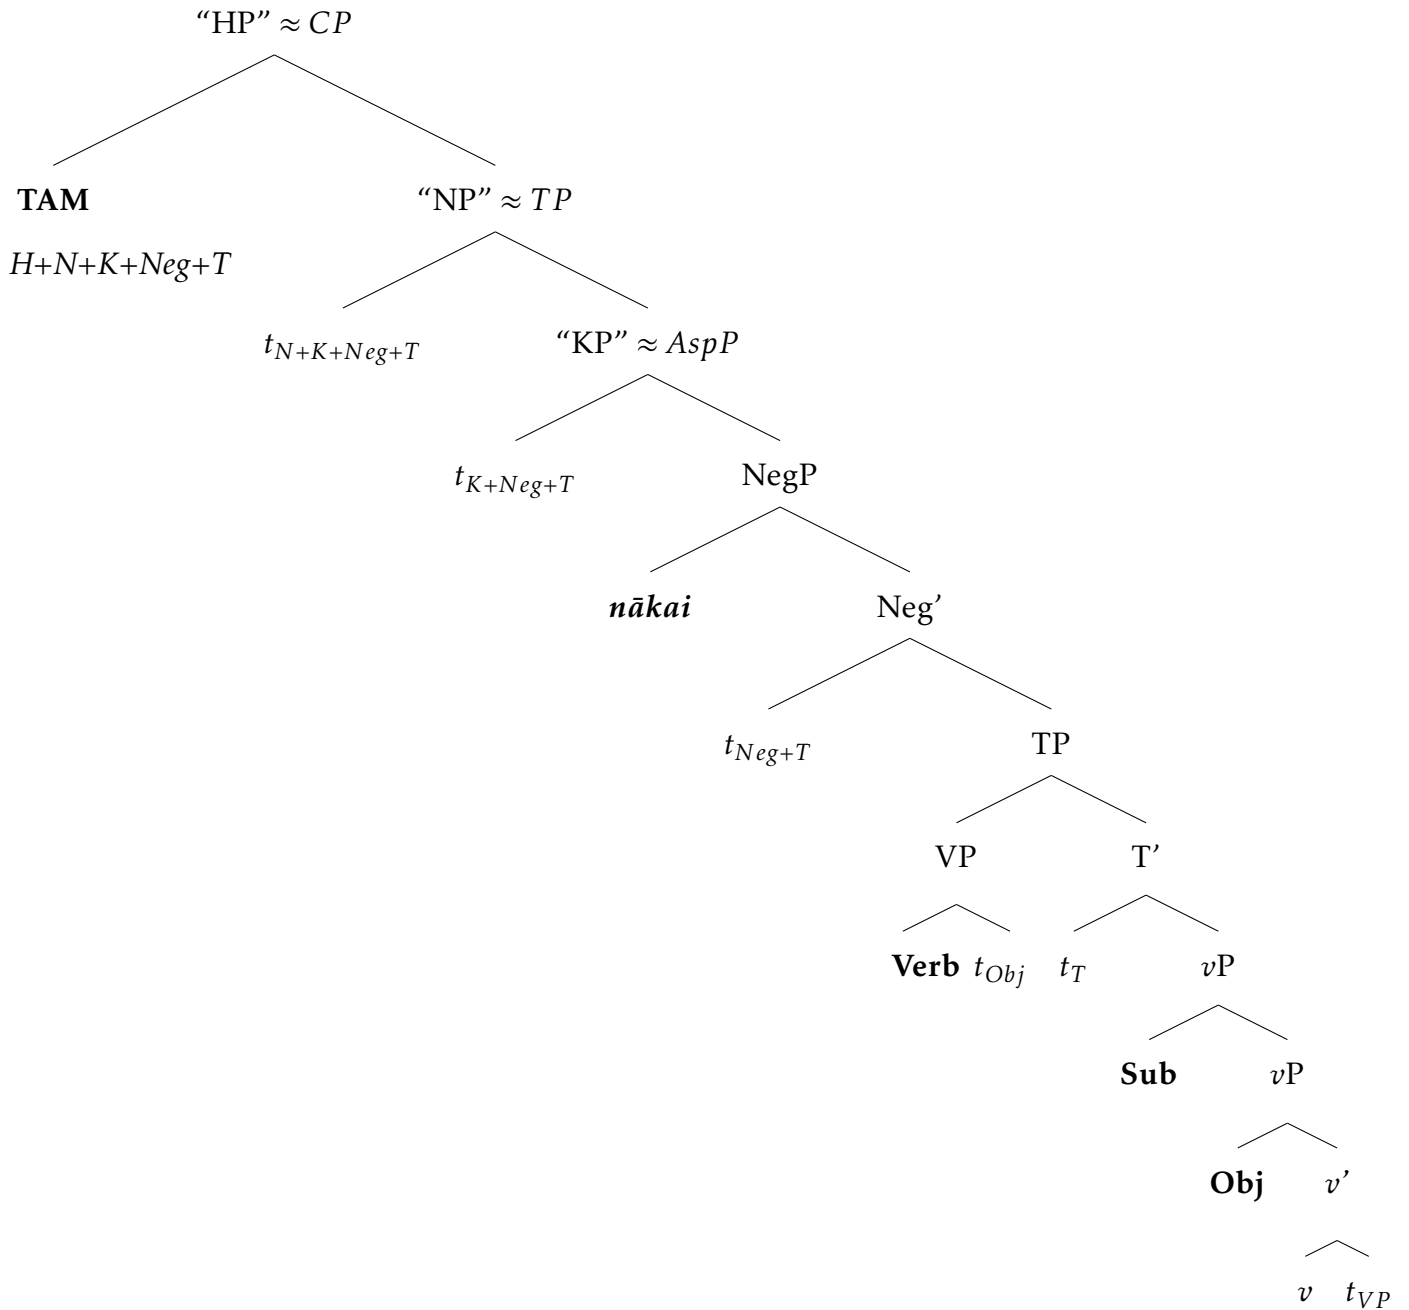 “HP” ≈ CP
TAM
“NP” ≈ TP
H+N+K+Neg+T
t_{N+K+Neg+T}
“KP” ≈ AspP
t_{K+Neg+T}
NegP
nākai
Neg’
t_{Neg+T}
TP
VP
T’
Verb t_{Obj} t_T vP
Sub
vP
Obj
v’
v t_{VP}